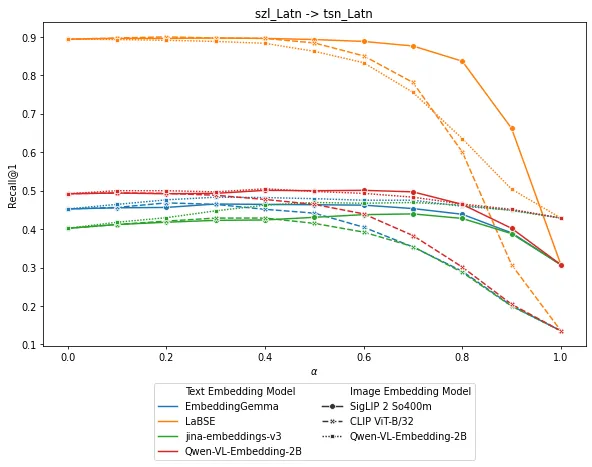 szl_Latn -> tsn_Latn
Recall@1
0.9
0.8
0.7
0.6
0.5
0.4
0.3
0.2
0.1
0.0 0.2 0.4 0.6 0.8 1.0
α
Text Embedding Model Image Embedding Model
EmbeddingGemma SigLIP 2 So400m
LaBSE CLIP ViT-B/32
jina-embeddings-v3 Qwen-VL-Embedding-2B
Qwen-VL-Embedding-2B